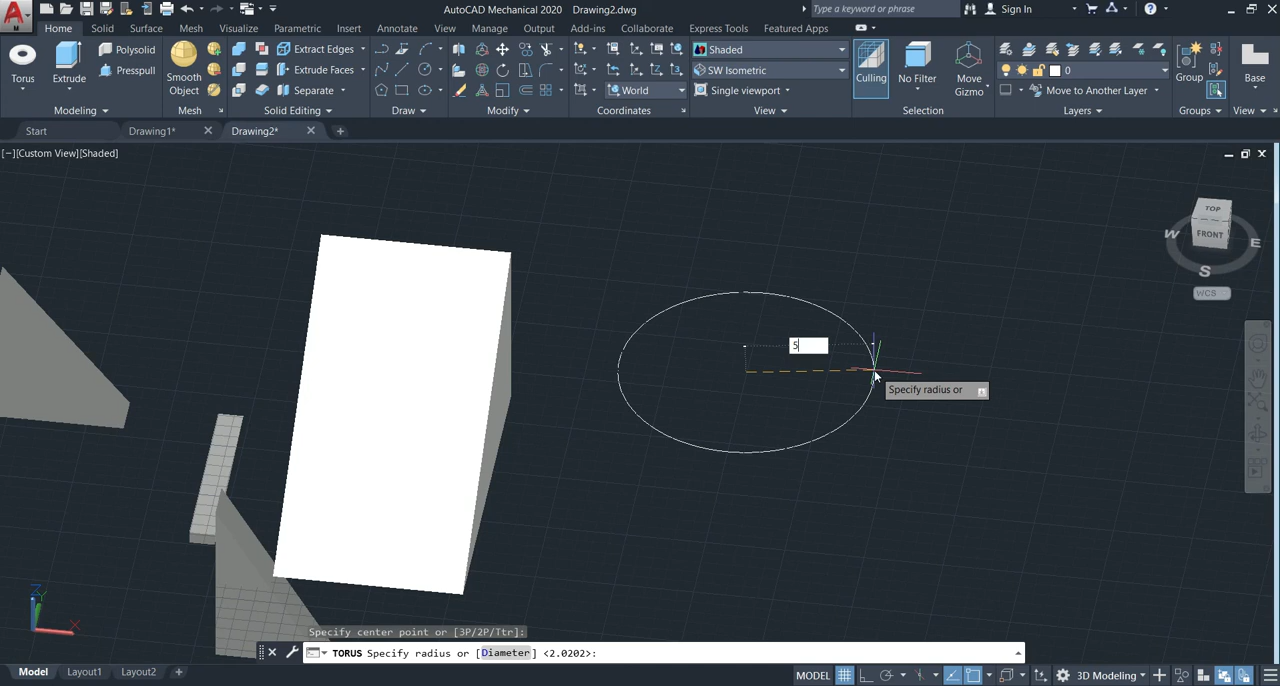 AutoCAD Mechanical 2020 Drawing2.dwg
Type a keyword or phrase
Sign In
Home Solid Surface Mesh Visualize Parametric Insert Annotate View Manage Output Add-ins Collaborate Express Tools Featured Apps
Torus
Extrude
Polysolid
Presspull
Smooth Object
Extract Edges
Extrude Faces
Separate
World
Shaded
SW Isometric
Single viewport
Culling
No Filter
Move Gizmo
0
Move to Another Layer
Group
Base
Modeling Mesh Solid Editing Draw Modify Coordinates View Selection Layers Groups View
Start Drawing1* Drawing2*
[−][Custom View][Shaded]
TOP
FRONT
W
E
S
WCS
5
Specify radius or
Z
Y
X
Specify center point or [3P/2P/Ttr]:
TORUS Specify radius or [Diameter] <2.0202>:
Model Layout1 Layout2
MODEL
3D Modeling